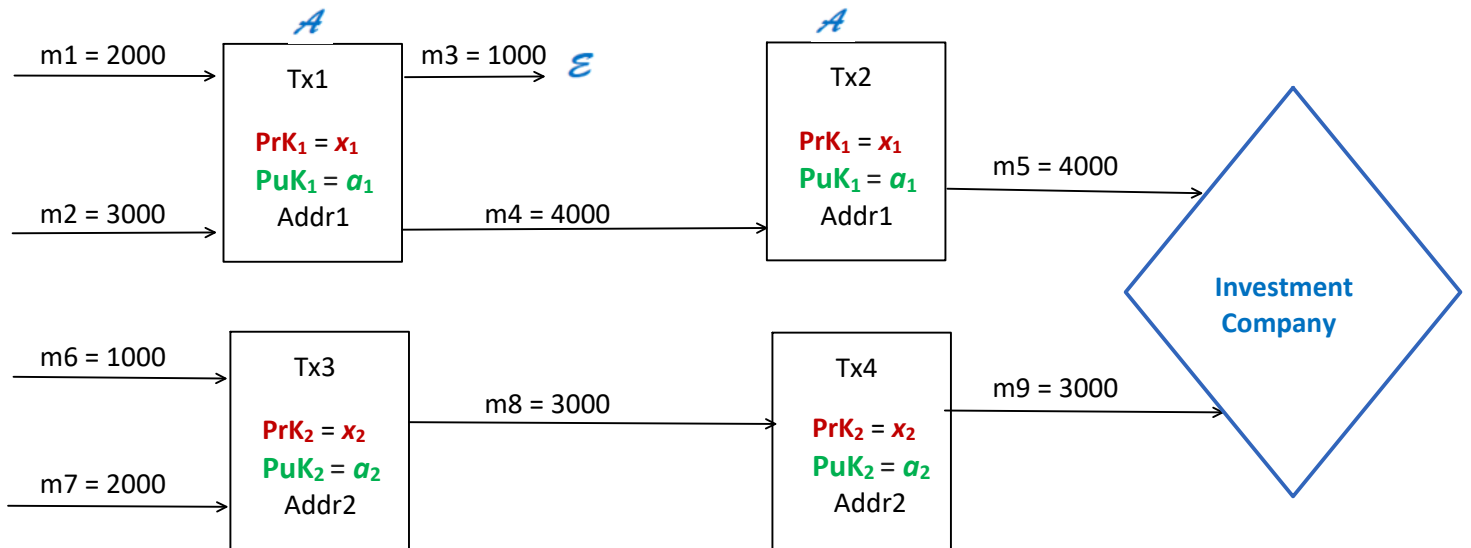 𝓐
𝓐
m1 = 2000
m3 = 1000
𝓔
Tx1
PrK₁ = x₁
PuK₁ = a₁
Addr1
m2 = 3000
m4 = 4000
Tx2
PrK₁ = x₁
PuK₁ = a₁
Addr1
m5 = 4000
Investment
Company
m6 = 1000
Tx3
PrK₂ = x₂
PuK₂ = a₂
Addr2
m7 = 2000
m8 = 3000
Tx4
PrK₂ = x₂
PuK₂ = a₂
Addr2
m9 = 3000